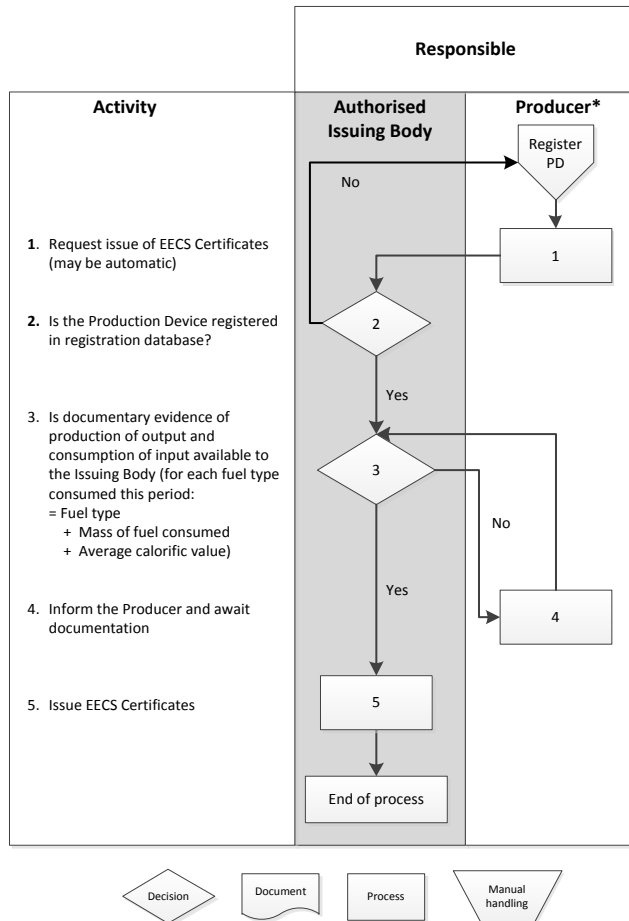 Responsible
Activity
Authorised
Issuing Body
Producer*
Register
PD
No
1. Request issue of EECS Certificates
(may be automatic)
1
2. Is the Production Device registered
in registration database?
2
Yes
3. Is documentary evidence of
production of output and
consumption of input available to
the Issuing Body (for each fuel type
consumed this period:
= Fuel type
+ Mass of fuel consumed
+ Average calorific value)
3
No
Yes
4. Inform the Producer and await
documentation
4
5. Issue EECS Certificates
5
End of process
Decision
Document
Process
Manual
handling